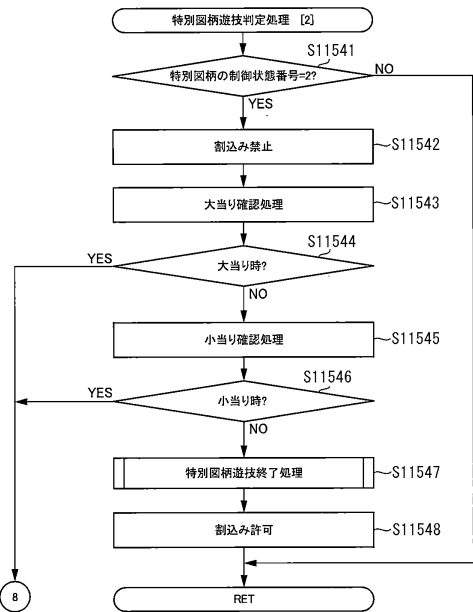 特別図柄遊技判定処理 [2]
S11541
特別図柄の制御状態番号=2?
NO
YES
割込み禁止
S11542
大当り確認処理
S11543
S11544
YES
大当り時?
NO
小当り確認処理
S11545
S11546
YES
小当り時?
NO
特別図柄遊技終了処理
S11547
割込み許可
S11548
8
RET